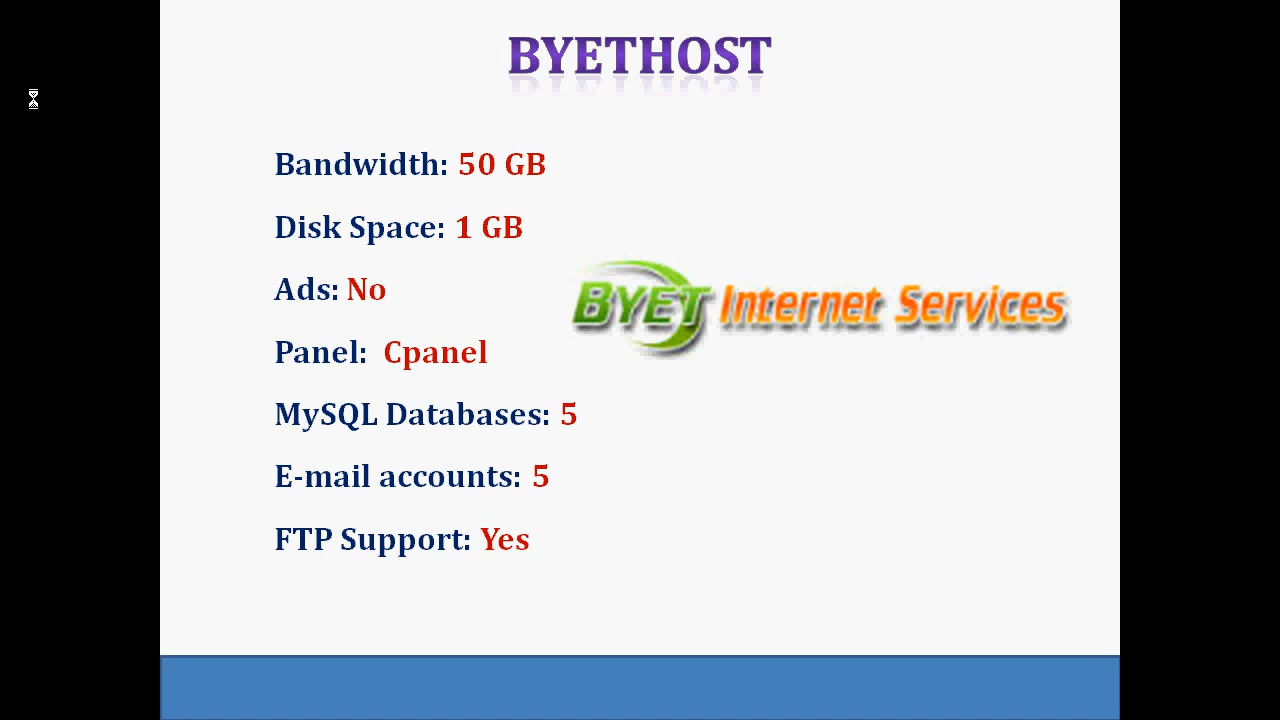 BYETHOST
Bandwidth: 50 GB
Disk Space: 1 GB
Ads: No
BYET Internet Services
Panel: Cpanel
MySQL Databases: 5
E-mail accounts: 5
FTP Support: Yes